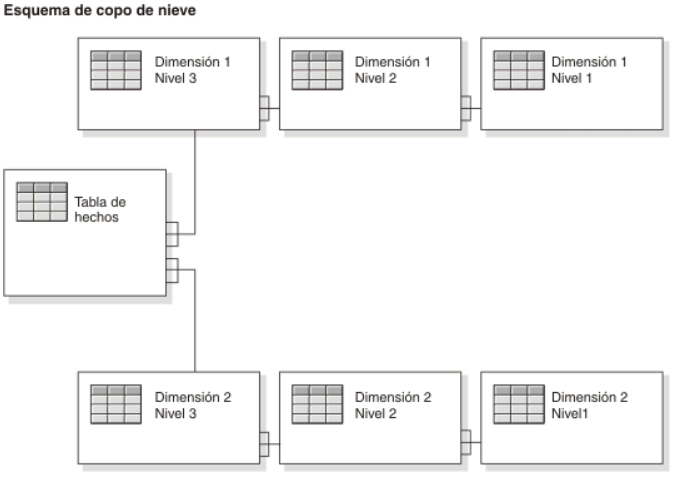 Esquema de copo de nieve
Dimensión 1
Nivel 3
Dimensión 1
Nivel 2
Dimensión 1
Nivel 1
Tabla de
hechos
Dimensión 2
Nivel 3
Dimensión 2
Nivel 2
Dimensión 2
Nivel1